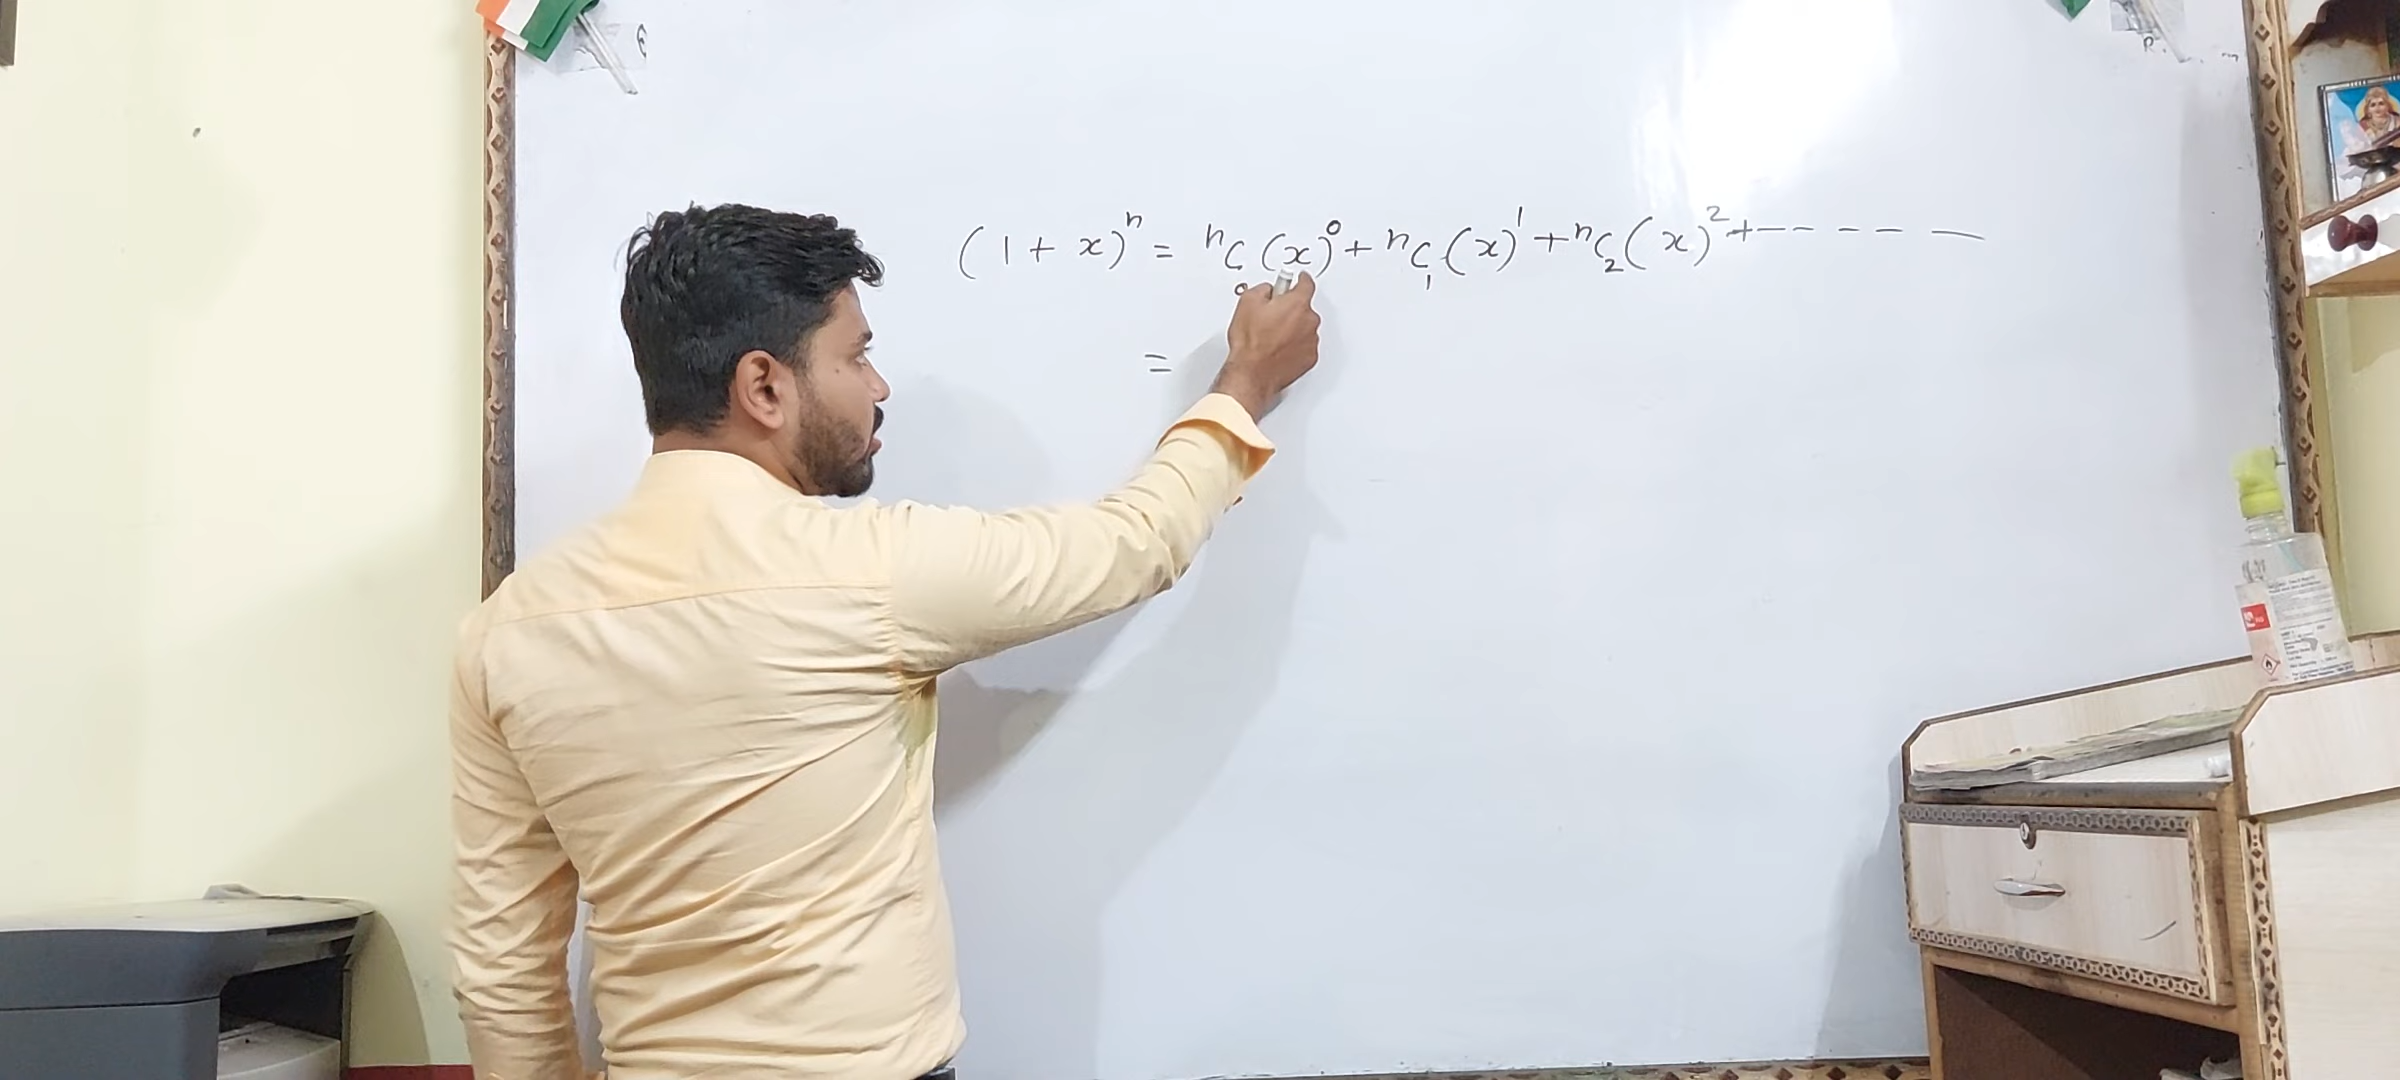 (1 + x)ⁿ = ⁿC₀(x)⁰ + ⁿC₁(x)¹ + ⁿC₂(x)² + - - - - -
=